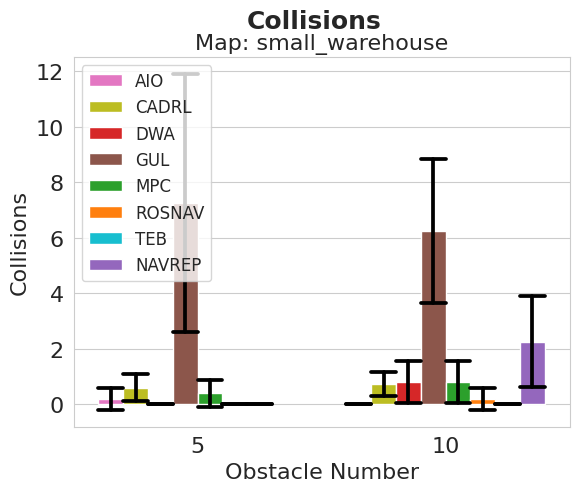 Collisions
Map: small_warehouse
12
10
8
6
4
2
0
Collisions
AIO
CADRL
DWA
GUL
MPC
ROSNAV
TEB
NAVREP
5
10
Obstacle Number